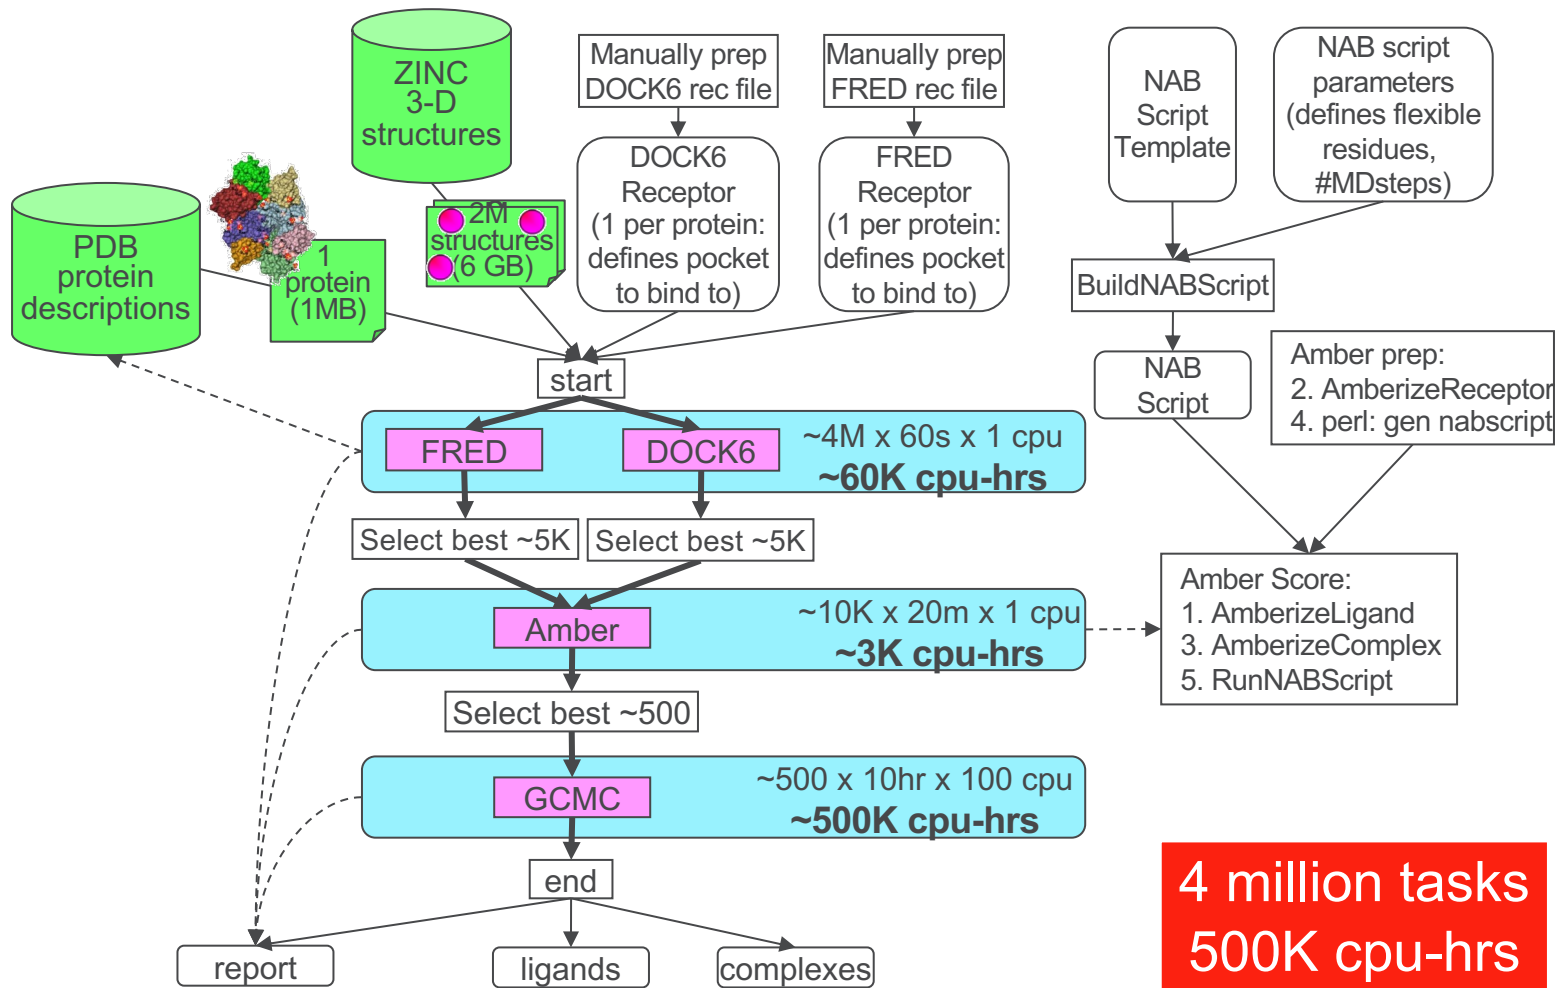 ZINC
3-D
structures
Manually prep
DOCK6 rec file
Manually prep
FRED rec file
NAB
Script
Template
NAB script
parameters
(defines flexible
residues,
#MDsteps)
PDB
protein
descriptions
1
protein
(1MB)
2M
structures
(6 GB)
DOCK6
Receptor
(1 per protein:
defines pocket
to bind to)
FRED
Receptor
(1 per protein:
defines pocket
to bind to)
BuildNABScript
NAB
Script
Amber prep:
2. AmberizeReceptor
4. perl: gen nabscript
start
FRED
DOCK6
~4M x 60s x 1 cpu
~60K cpu-hrs
Select best ~5K
Select best ~5K
Amber
~10K x 20m x 1 cpu
~3K cpu-hrs
Amber Score:
1. AmberizeLigand
3. AmberizeComplex
5. RunNABScript
Select best ~500
GCMC
~500 x 10hr x 100 cpu
~500K cpu-hrs
end
report
ligands
complexes
4 million tasks
500K cpu-hrs